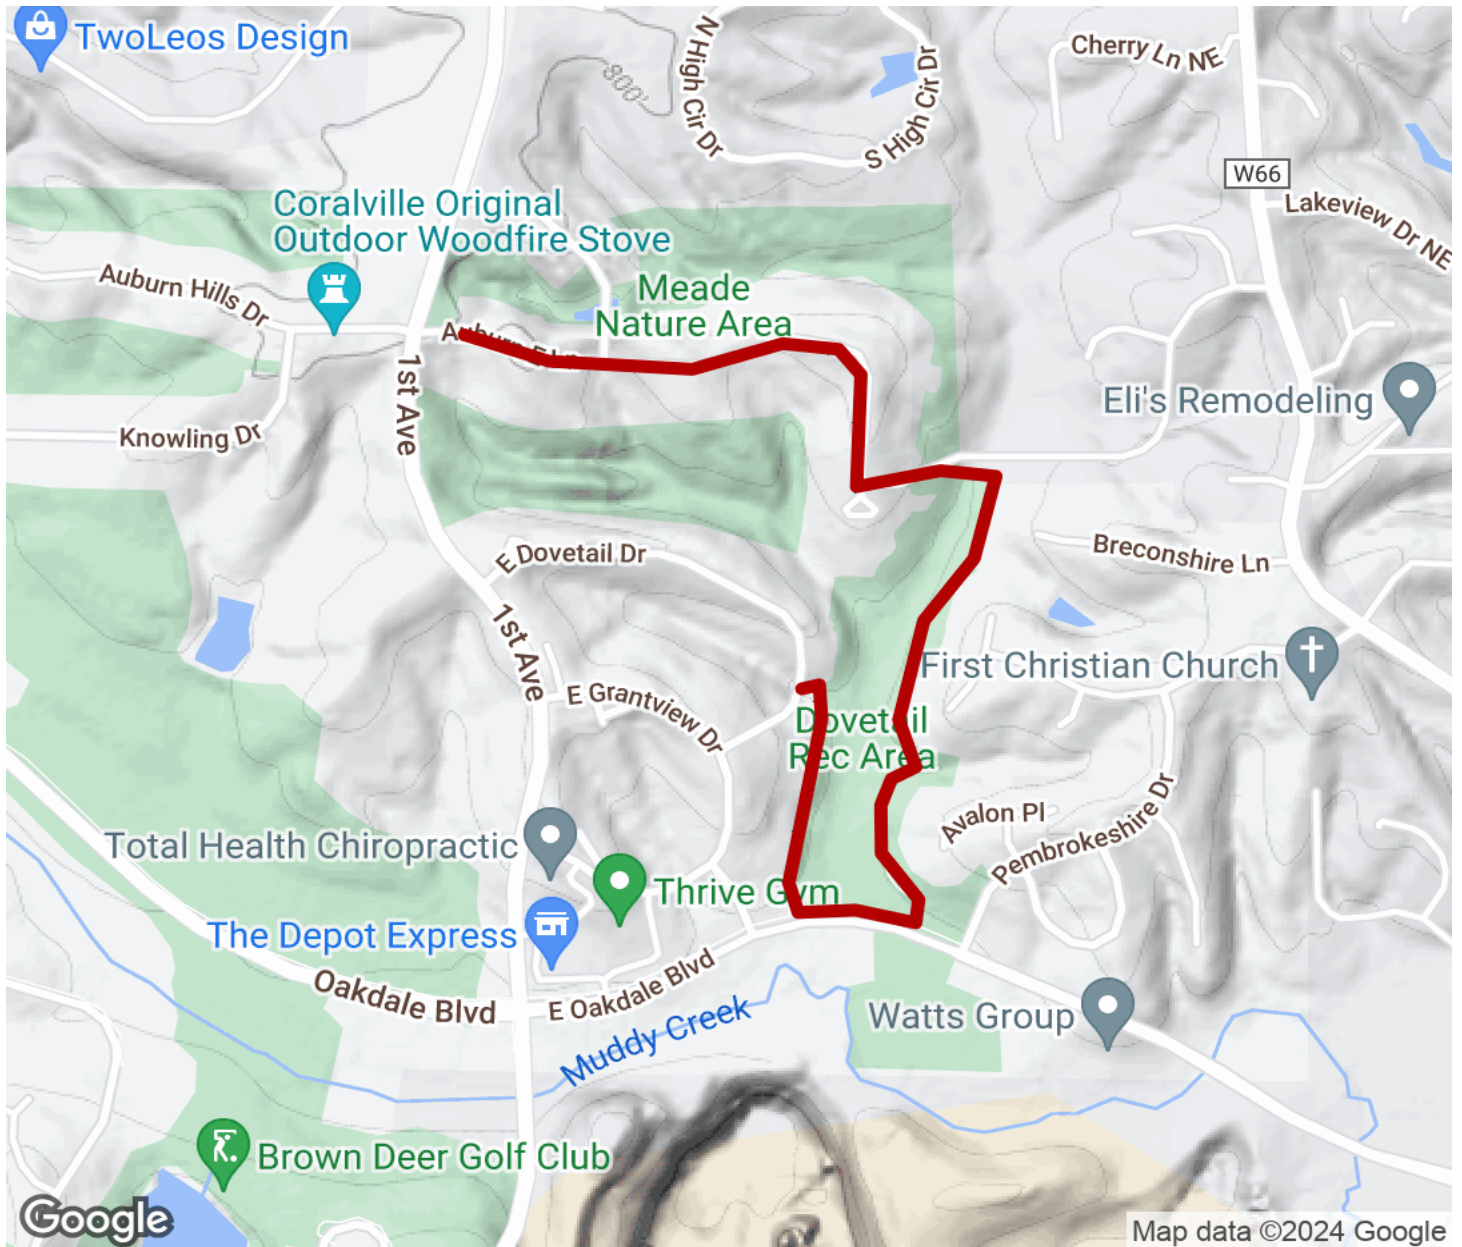 TwoLeos Design
N High Cir Dr
S High Cir Dr
Cherry Ln NE
800'
W66
Lakeview Dr NE
Coralville Original
Outdoor Woodfire Stove
Auburn Hills Dr
Meade
Nature Area
1st Ave
Knowling Dr
Eli's Remodeling
E Dovetail Dr
Breconshire Ln
1st Ave
E Grantview Dr
First Christian Church
Dovetail
Rec Area
Avalon Pl
Pembrokeshire Dr
Total Health Chiropractic
Thrive Gym
The Depot Express
Oakdale Blvd
E Oakdale Blvd
Muddy Creek
Watts Group
Brown Deer Golf Club
Google
Map data ©2024 Google